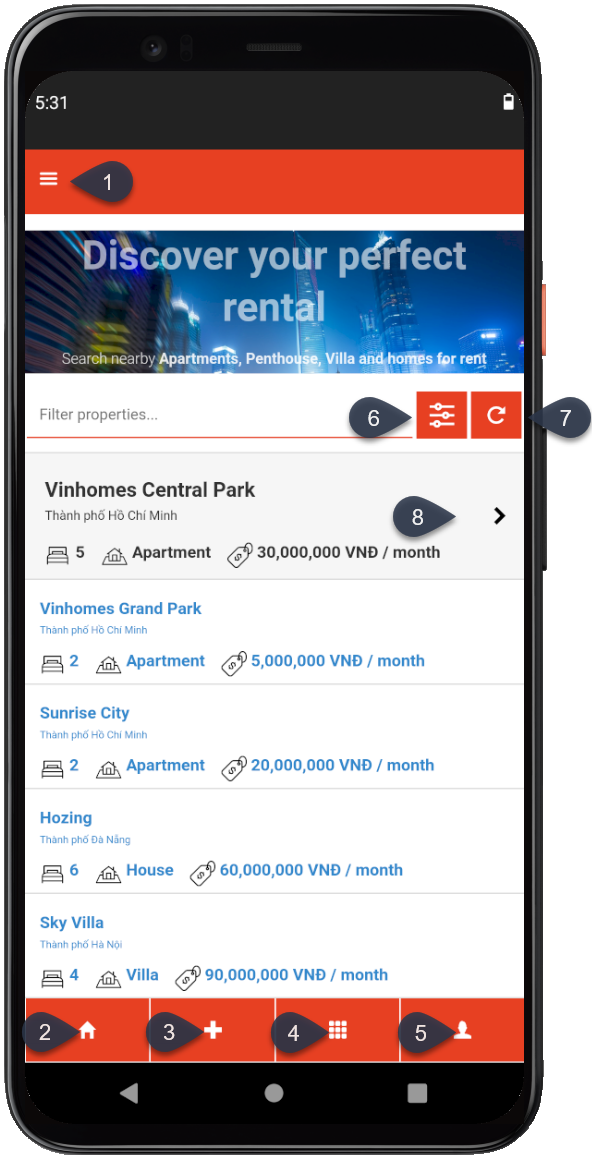 5:31
1
Discover your perfect
rental
Search nearby Apartments, Penthouse, Villa and homes for rent
Filter properties...
6
7
Vinhomes Central Park
Thành phố Hồ Chí Minh
8
5 Apartment 30,000,000 VNĐ / month
Vinhomes Grand Park
Thành phố Hồ Chí Minh
2 Apartment 5,000,000 VNĐ / month
Sunrise City
Thành phố Hồ Chí Minh
2 Apartment 20,000,000 VNĐ / month
Hozing
Thành phố Đà Nẵng
6 House 60,000,000 VNĐ / month
Sky Villa
Thành phố Hà Nội
4 Villa 90,000,000 VNĐ / month
2 3 4 5